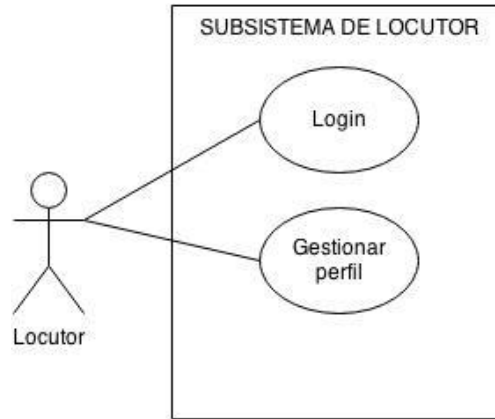 SUBSISTEMA DE LOCUTOR
Login
Gestionar
perfil
Locutor